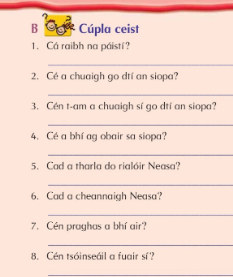 B Cúpla ceist
1. Cá raibh na páistí?
2. Cé a chuaigh go dtí an siopa?
3. Cén t-am a chuaigh sí go dtí an siopa?
4. Cé a bhí ag obair sa siopa?
5. Cad a tharla do rialóir Neasa?
6. Cad a cheannaigh Neasa?
7. Cén praghas a bhí air?
8. Cén tsóinseáil a fuair sí?